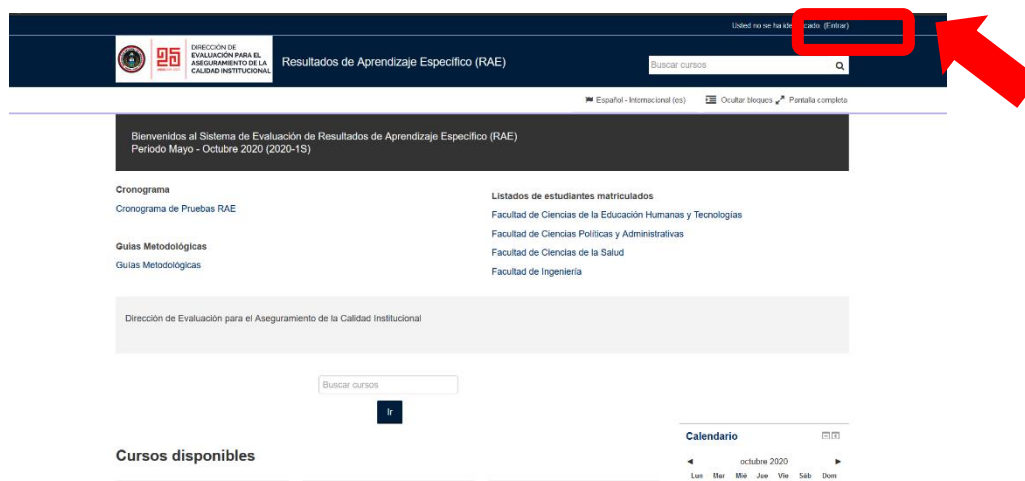 Usted no se ha ide cado. (Entrar)
25
DIRECCIÓN DE
EVALUACIÓN PARA EL
ASEGURAMIENTO DE LA
CALIDAD INSTITUCIONAL
Resultados de Aprendizaje Específico (RAE)
Buscar cursos
Español - Internacional (es)
Ocultar bloques
Pantalla completa
Bienvenidos al Sistema de Evaluación de Resultados de Aprendizaje Específico (RAE)
Periodo Mayo - Octubre 2020 (2020-1S)
Cronograma
Cronograma de Pruebas RAE
Guias Metodológicas
Guias Metodológicas
Listados de estudiantes matriculados
Facultad de Ciencias de la Educación Humanas y Tecnologías
Facultad de Ciencias Políticas y Administrativas
Facultad de Ciencias de la Salud
Facultad de Ingeniería
Dirección de Evaluación para el Aseguramiento de la Calidad Institucional
Buscar cursos
Ir
Cursos disponibles
Calendario
◄ octubre 2020 ►
Lun Mar Mié Jue Vie Sáb Dom